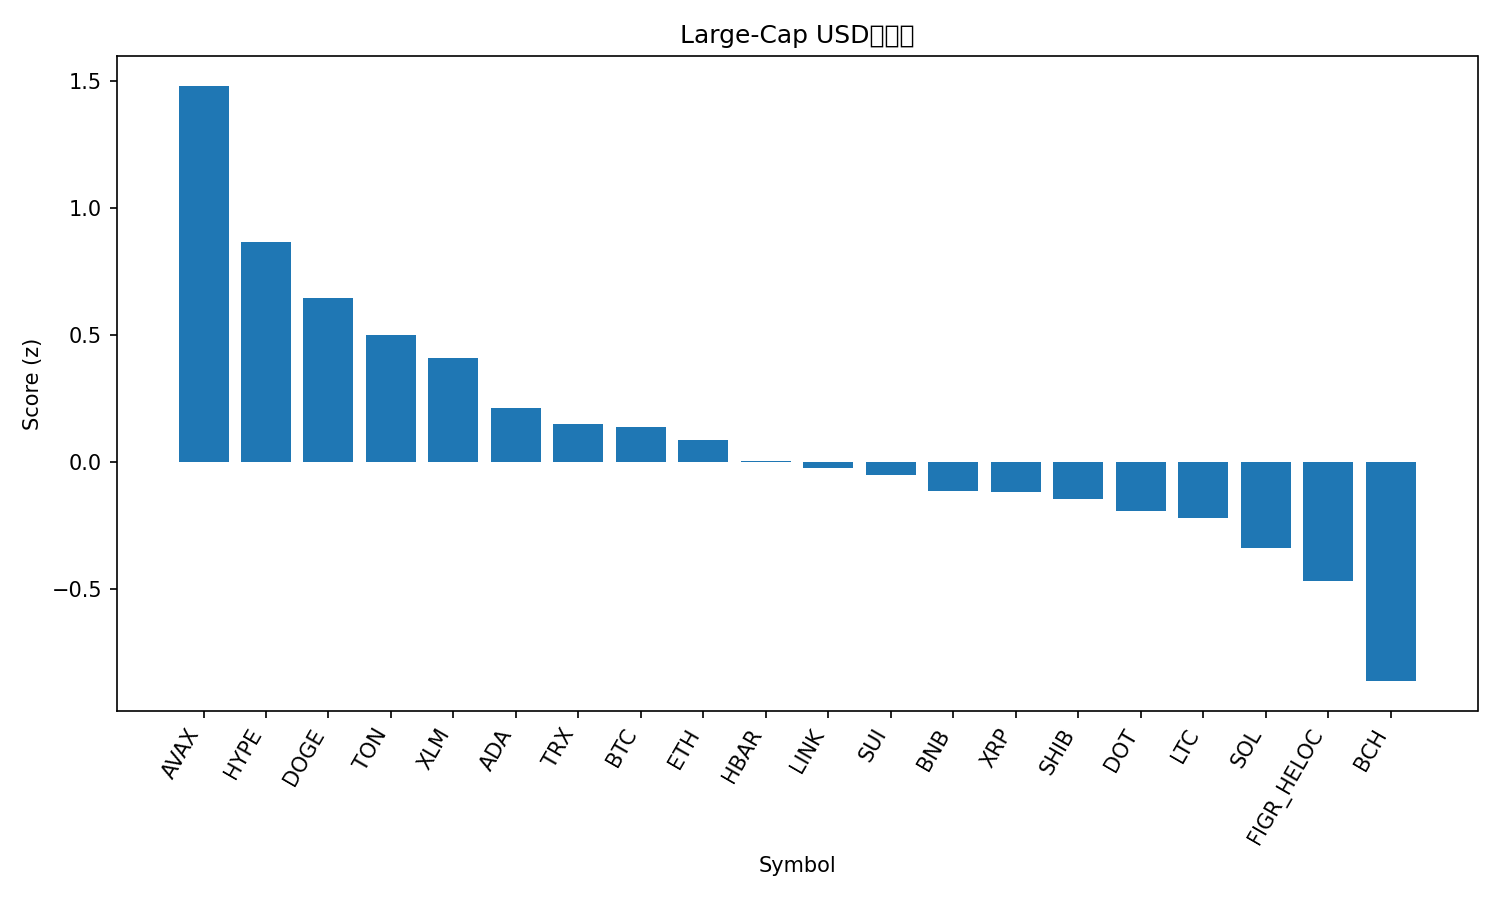 Large-Cap USD
1.5
1.0
0.5
0.0
−0.5
Score (z)
AVAX
HYPE
DOGE
TON
XLM
ADA
TRX
BTC
ETH
HBAR
LINK
SUI
BNB
XRP
SHIB
DOT
LTC
SOL
FIGR_HELOC
BCH
Symbol